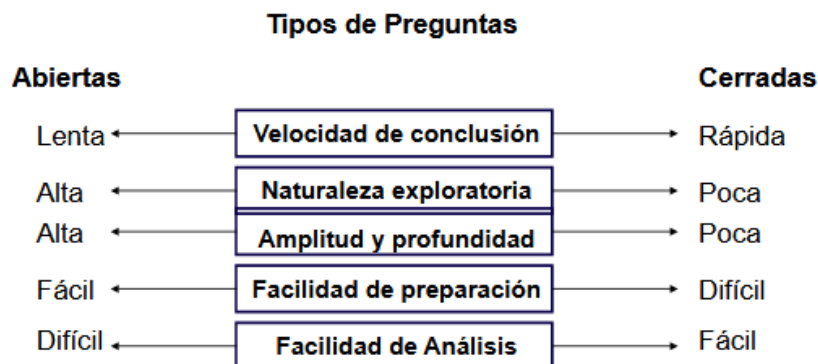 Tipos de Preguntas
Abiertas Cerradas
Lenta Velocidad de conclusión Rápida
Alta Naturaleza exploratoria Poca
Alta Amplitud y profundidad Poca
Fácil Facilidad de preparación Difícil
Difícil Facilidad de Análisis Fácil